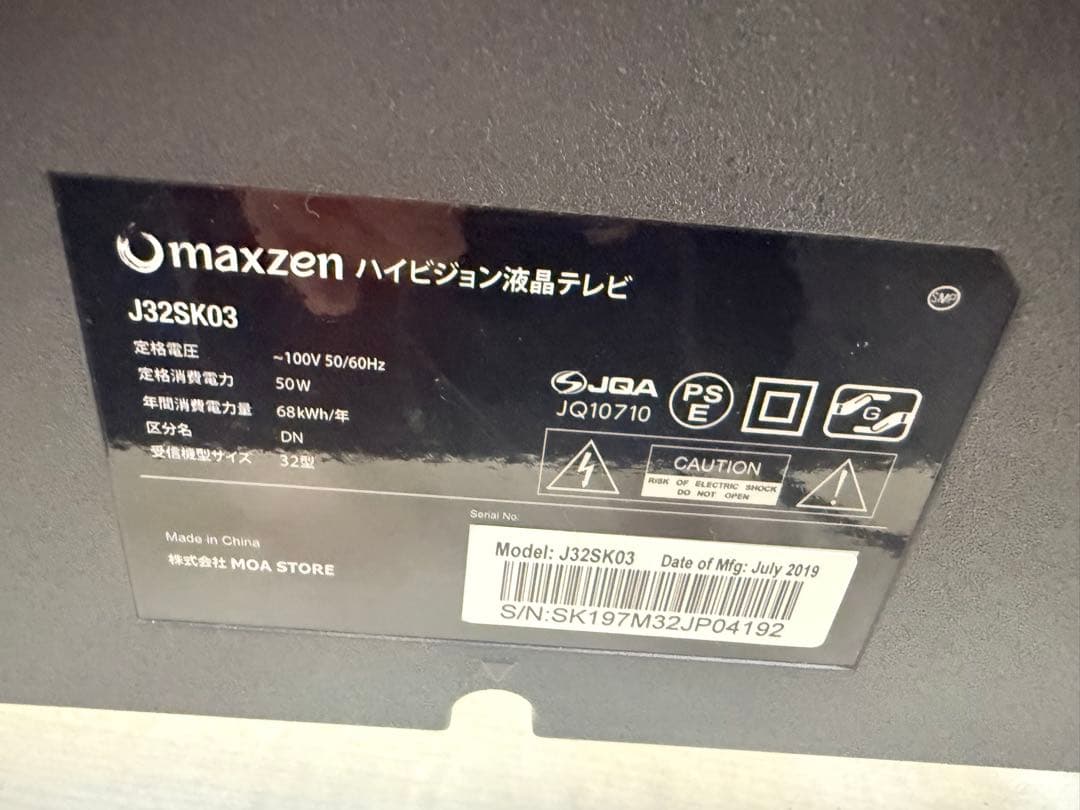 maxzen ハイビジョン液晶テレビ
SMP
J32SK03
定格電圧 ~100V 50/60Hz
定格消費電力 50W
年間消費電力量 68kWh/年
区分名 DN
受信機型サイズ 32型
JQA
JQ10710
PS
E
G
CAUTION
RISK OF ELECTRIC SHOCK
DO NOT OPEN
Serial No.
Made in China
株式会社 MOA STORE
Model: J32SK03 Date of Mfg: July 2019
S/N:SK197M32JP04192